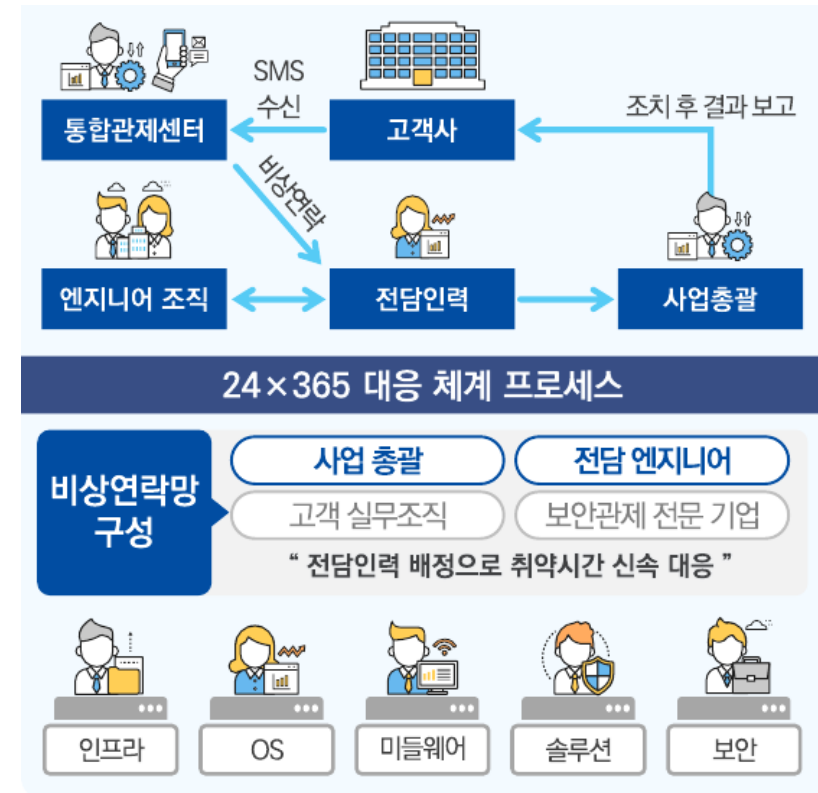 SMS
수신
조치 후 결과 보고
통합관제센터
고객사
비상연락
엔지니어 조직
전담인력
사업총괄
24×365 대응 체계 프로세스
비상연락망
구성
사업 총괄
전담 엔지니어
고객 실무조직
보안관제 전문 기업
“ 전담인력 배정으로 취약시간 신속 대응 ”
인프라
OS
미들웨어
솔루션
보안